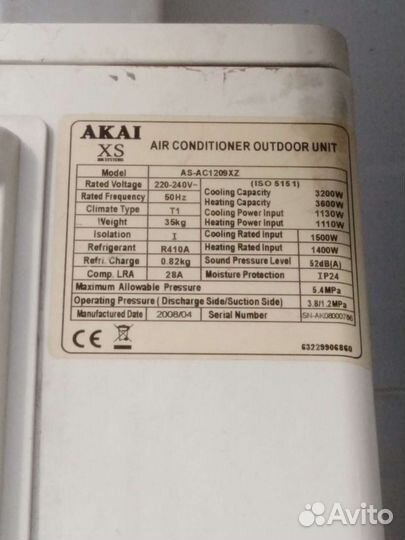 AKAI
XS
AIR SYSTEMS
AIR CONDITIONER OUTDOOR UNIT
Model AS-AC1209XZ
Rated Voltage 220-240V~ (ISO 5151)
Rated Frequency 50Hz Cooling Capacity 3200W
Climate Type T1 Heating Capacity 3600W
Weight 35kg Cooling Power Input 1130W
Heating Power Input 1110W
Isolation I Cooling Rated Input 1500W
Refrigerant R410A Heating Rated Input 1400W
Refri. Charge 0.82kg Sound Pressure Level 52dB(A)
Comp. LRA 28A Moisture Protection IP24
Maximum Allowable Pressure 5.4MPa
Operating Pressure ( Discharge Side/Suction Side) 3.8/1.2MPa
Manufactured Date 2008/04 Serial Number
CE 63229906860
Avito